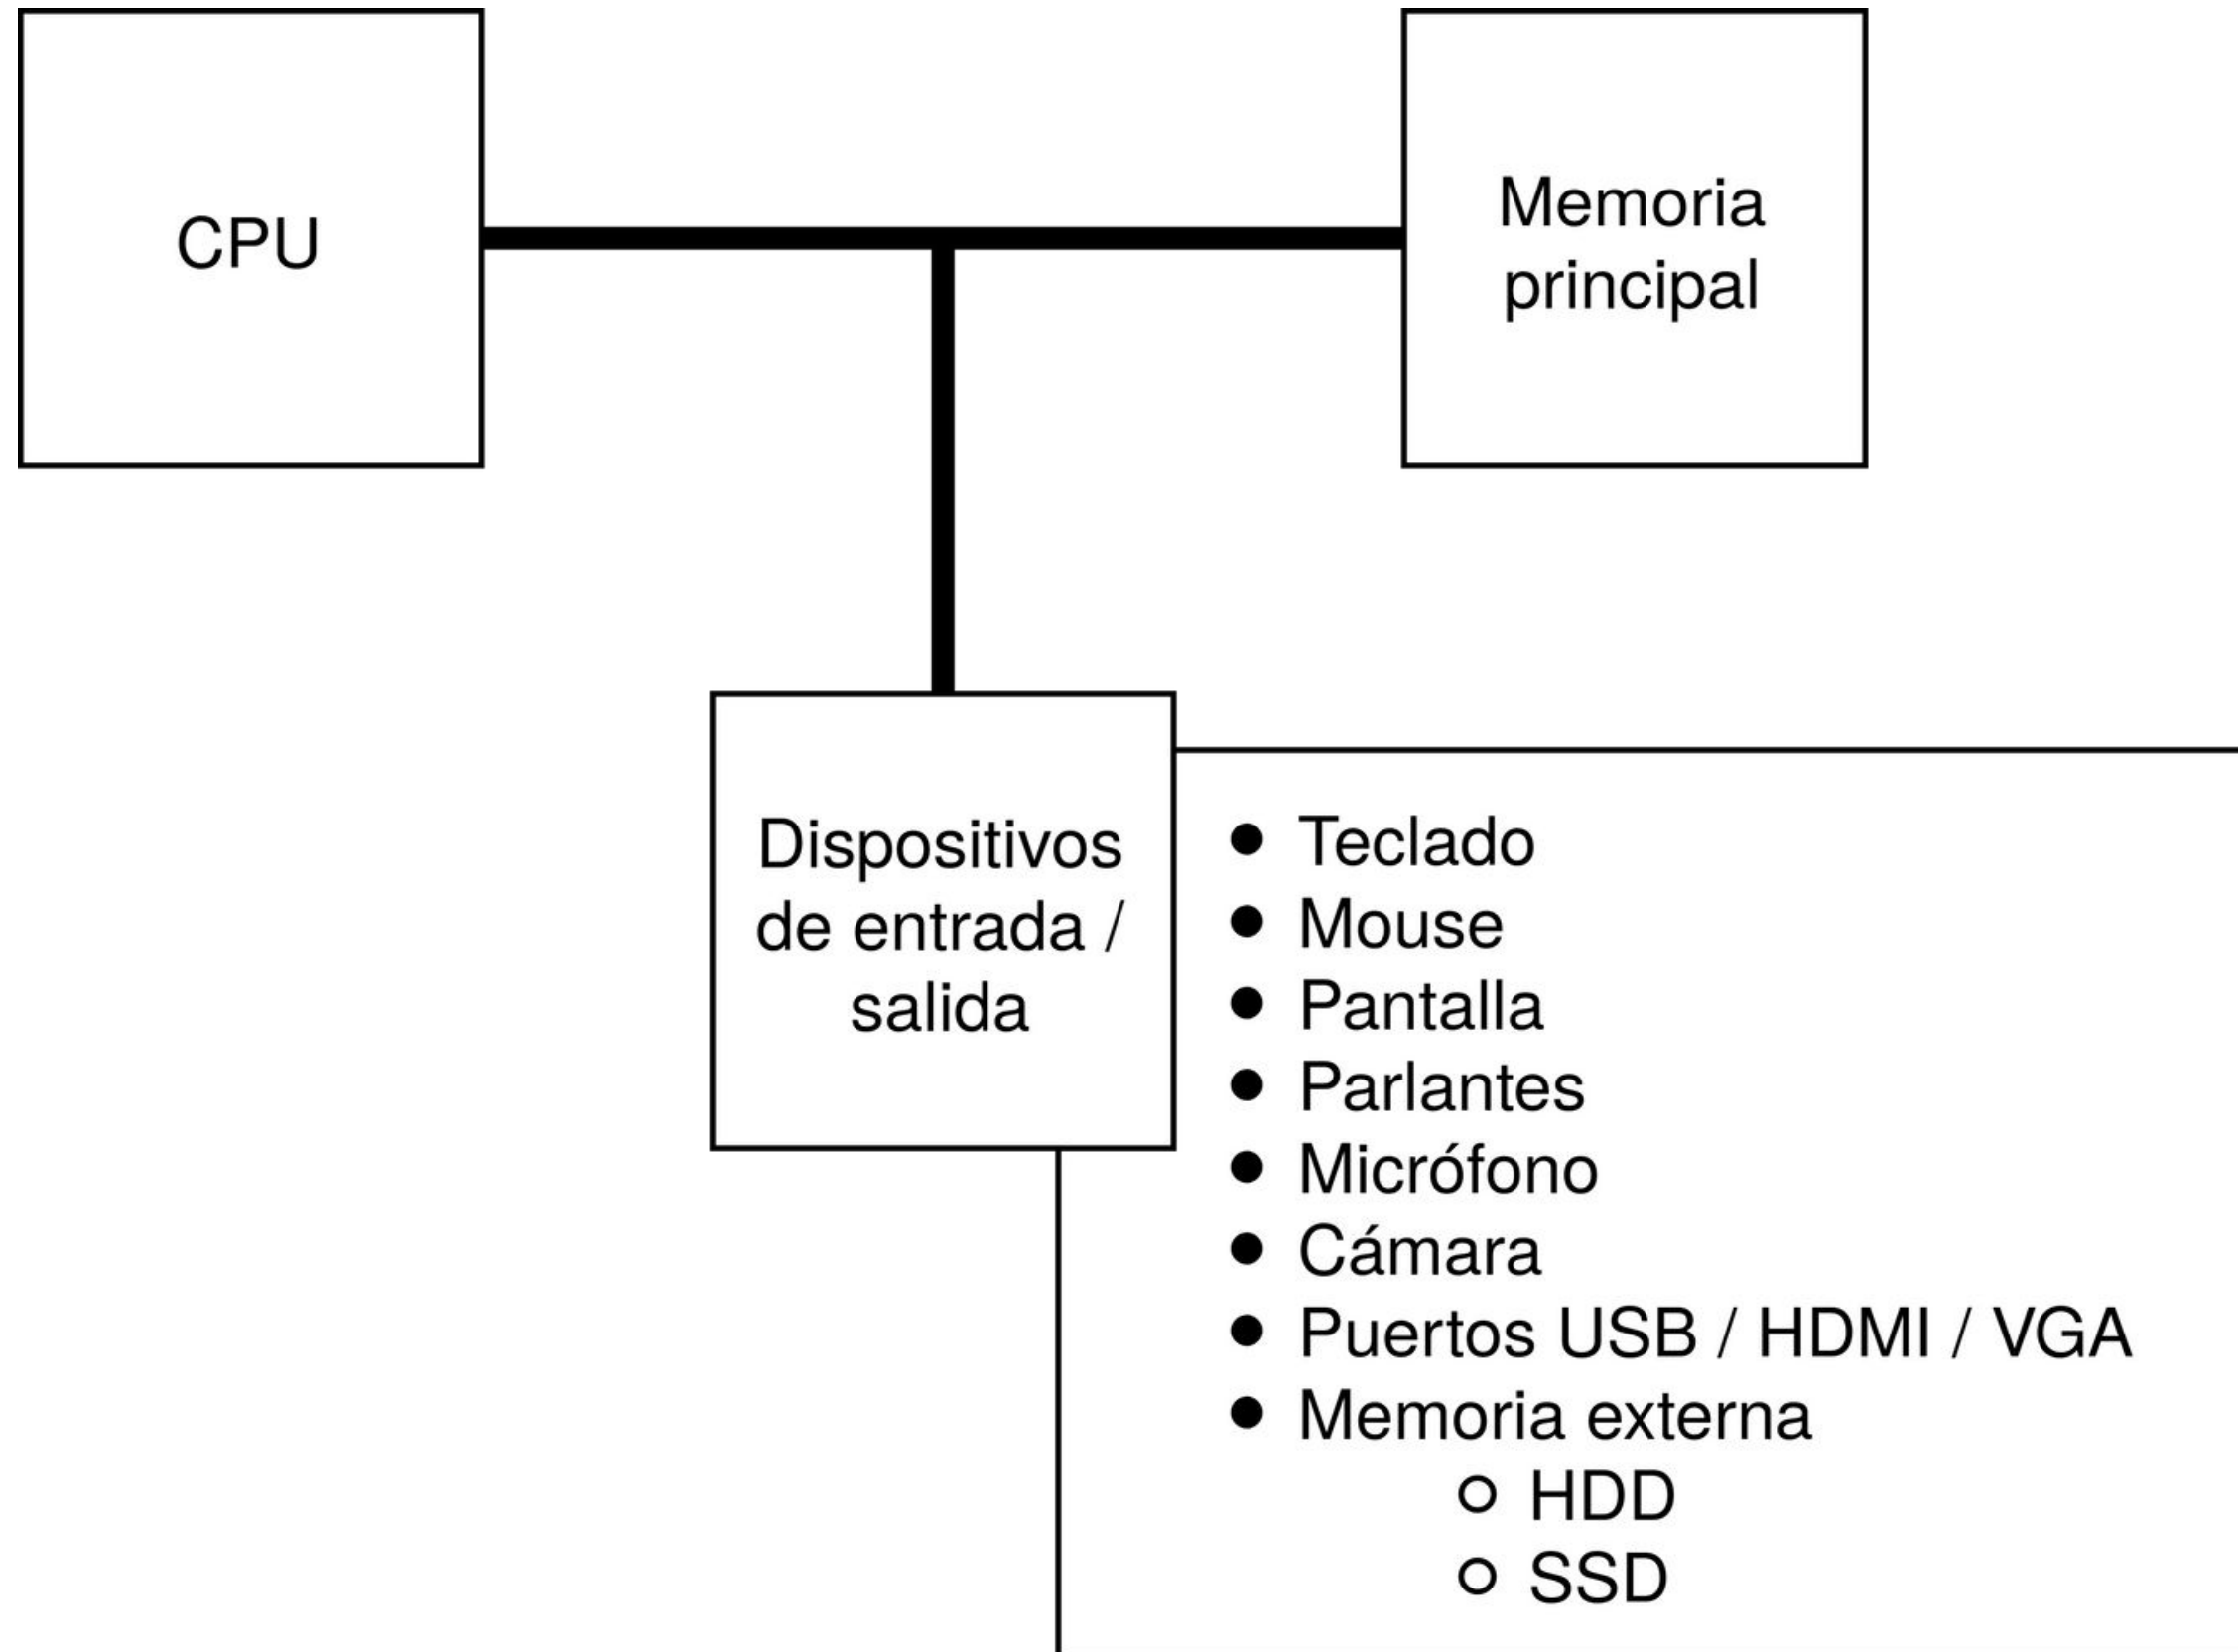 CPU
Memoria
principal
Dispositivos
de entrada /
salida
● Teclado
● Mouse
● Pantalla
● Parlantes
● Micrófono
● Cámara
● Puertos USB / HDMI / VGA
● Memoria externa
○ HDD
○ SSD